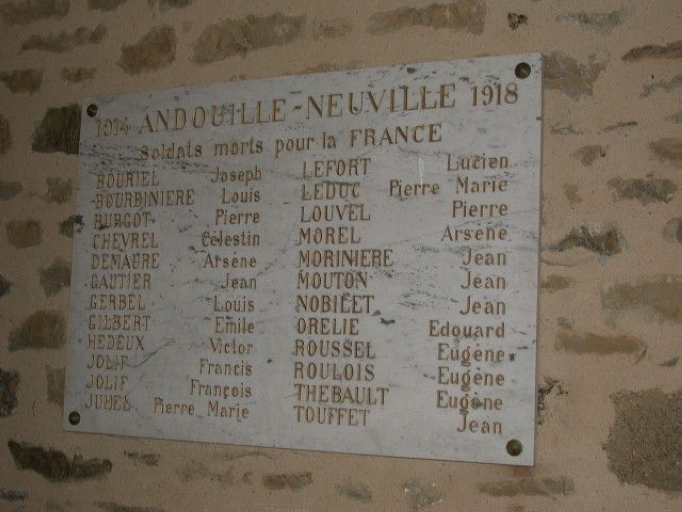 1914 ANDOUILLE-NEUVILLE 1918
Soldats morts pour la FRANCE
BOURIEL Joseph
BOURDINIERE Louis
BURGOT Pierre
CHEVREL Célestin
DEMAURE Arsène
GAUTIER Jean
GERBEL Louis
GILBERT Emile
HEDEUX Victor
JOLIF Francis
JOLIF François
JUHEL Pierre Marie
LEFORT Lucien
LEDUC Pierre Marie
LOUVEL Pierre
MOREL Arsène
MORINIERE Jean
MOUTON Jean
NOBILET Jean
ORELIE Edouard
ROUSSEL Eugène
ROULOIS Eugène
THEBAULT Eugène
TOUFFET Jean